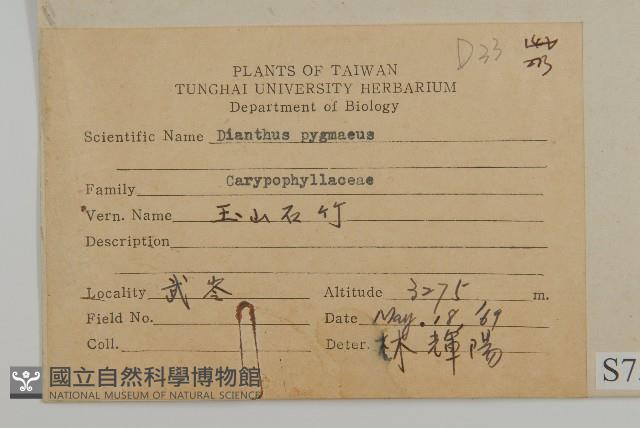 D33
PLANTS OF TAIWAN
TUNGHAI UNIVERSITY HERBARIUM
Department of Biology
Scientific Name Dianthus pygmaeus
Family Carypophyllaceae
Vern. Name 玉山石竹
Description
Locality 武岺 Altitude 3275 m.
Field No. Date May. 18, '69
Coll. Deter. 林輝陽
S7
國立自然科學博物館
NATIONAL MUSEUM OF NATURAL SCIENCE